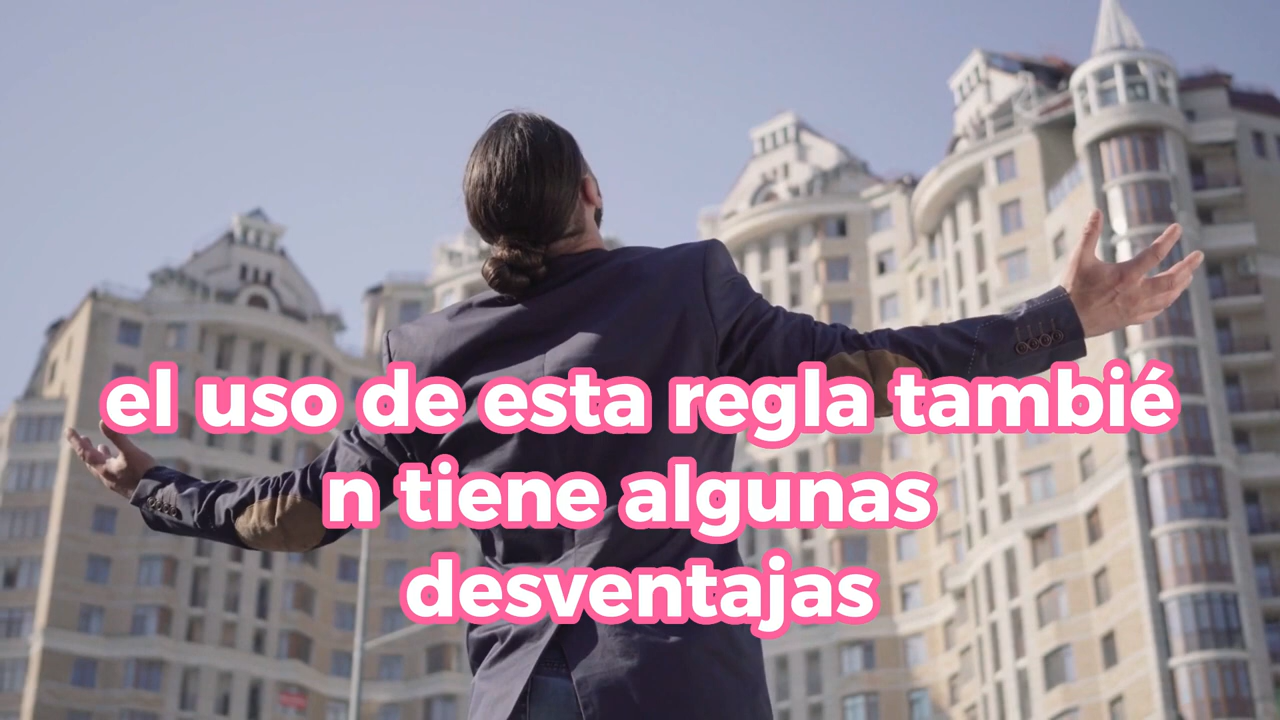 el uso de esta regla tambié
n tiene algunas
desventajas